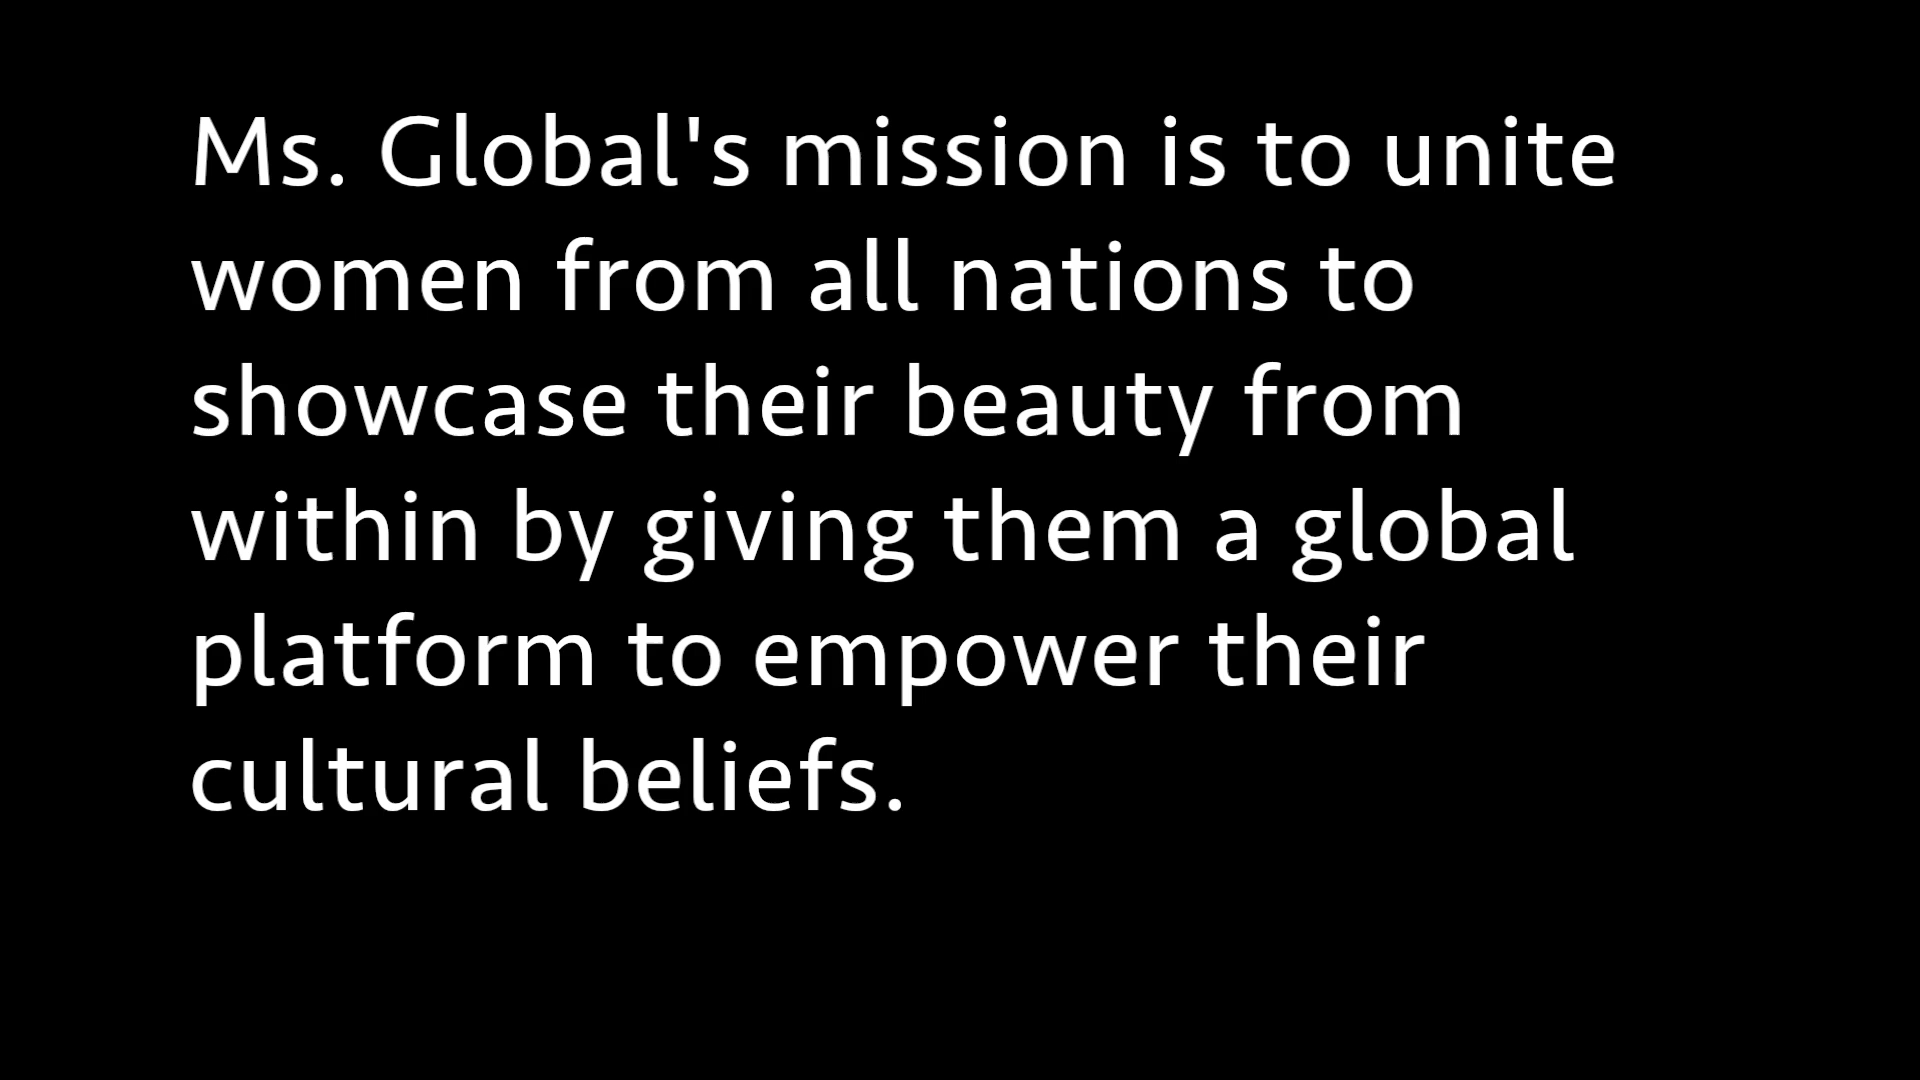 Ms. Global's mission is to unite
women from all nations to
showcase their beauty from
within by giving them a global
platform to empower their
cultural beliefs.